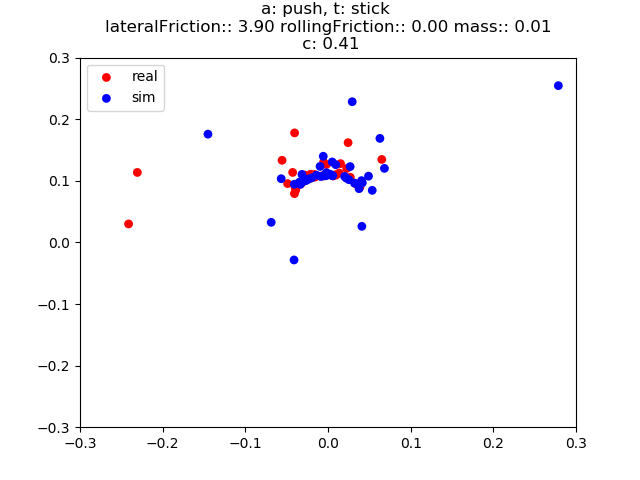 a: push, t: stick
lateralFriction:: 3.90 rollingFriction:: 0.00 mass:: 0.01
c: 0.41
real
sim
0.3
0.2
0.1
0.0
−0.1
−0.2
−0.3
−0.3 −0.2 −0.1 0.0 0.1 0.2 0.3